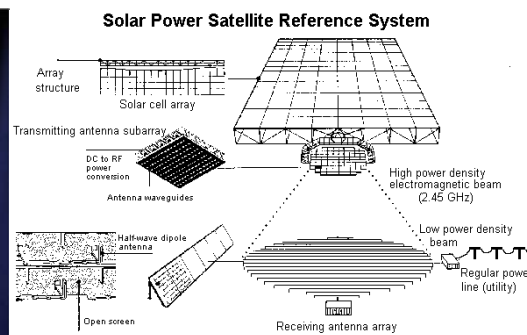 Solar Power Satellite Reference System
Array
structure
Solar cell array
Transmitting antenna subarray
DC to RF
power
conversion
Antenna waveguides
High power density
electromagnetic beam
(2.45 GHz)
Half-wave dipole
antenna
Low power density
beam
Regular power
line (utility)
Open screen
Receiving antenna array